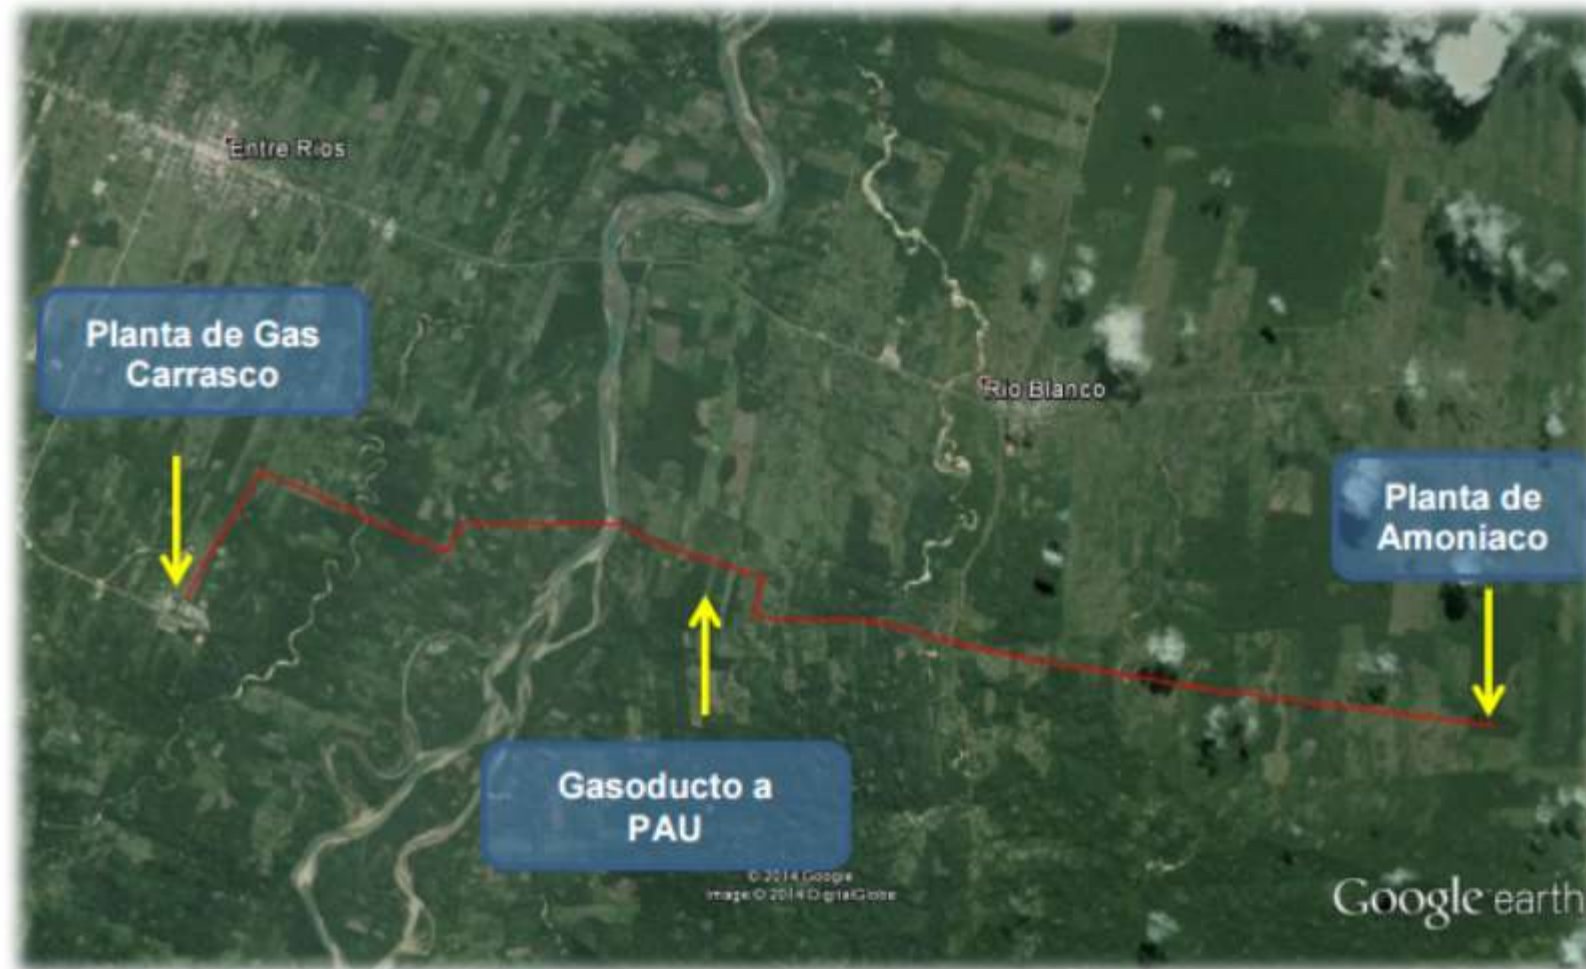 Entre Rios
Planta de Gas
Carrasco
Rio Blanco
Planta de
Amoniaco
Gasoducto a
PAU
© 2014 Google
Image © 2014 DigitalGlobe
Google earth